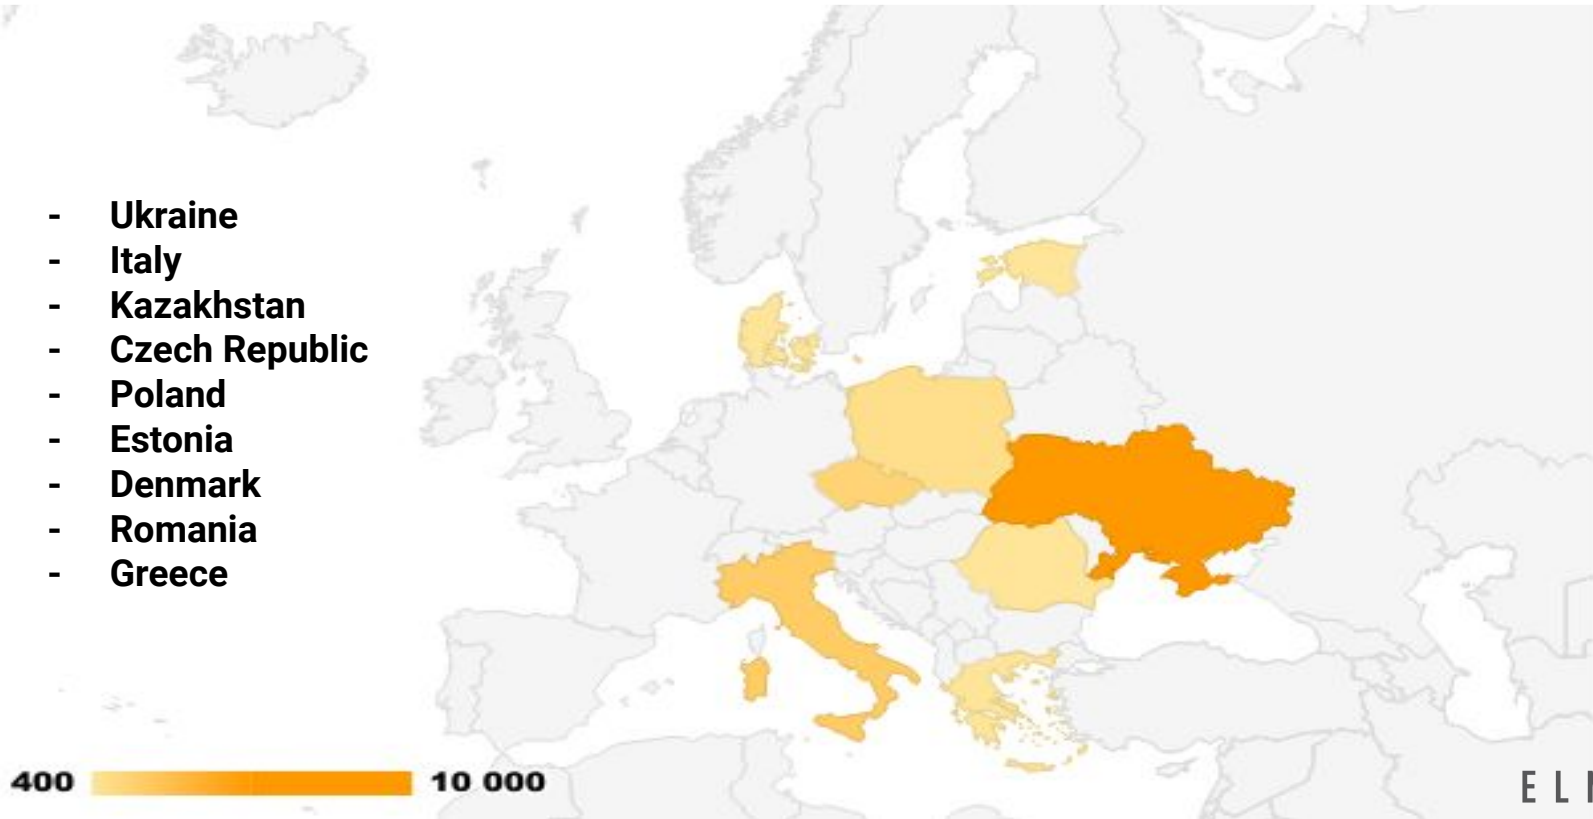 - Ukraine
- Italy
- Kazakhstan
- Czech Republic
- Poland
- Estonia
- Denmark
- Romania
- Greece
400 10 000
E L